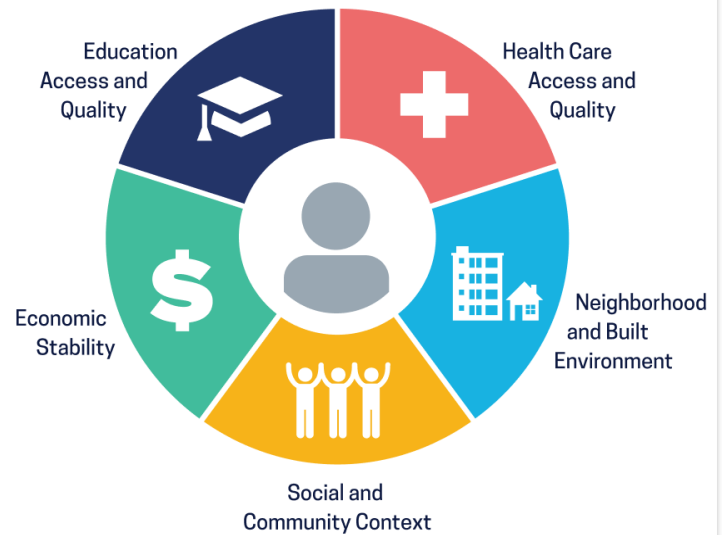 Education
Access and
Quality
Health Care
Access and
Quality
Economic
Stability
Neighborhood
and Built
Environment
Social and
Community Context